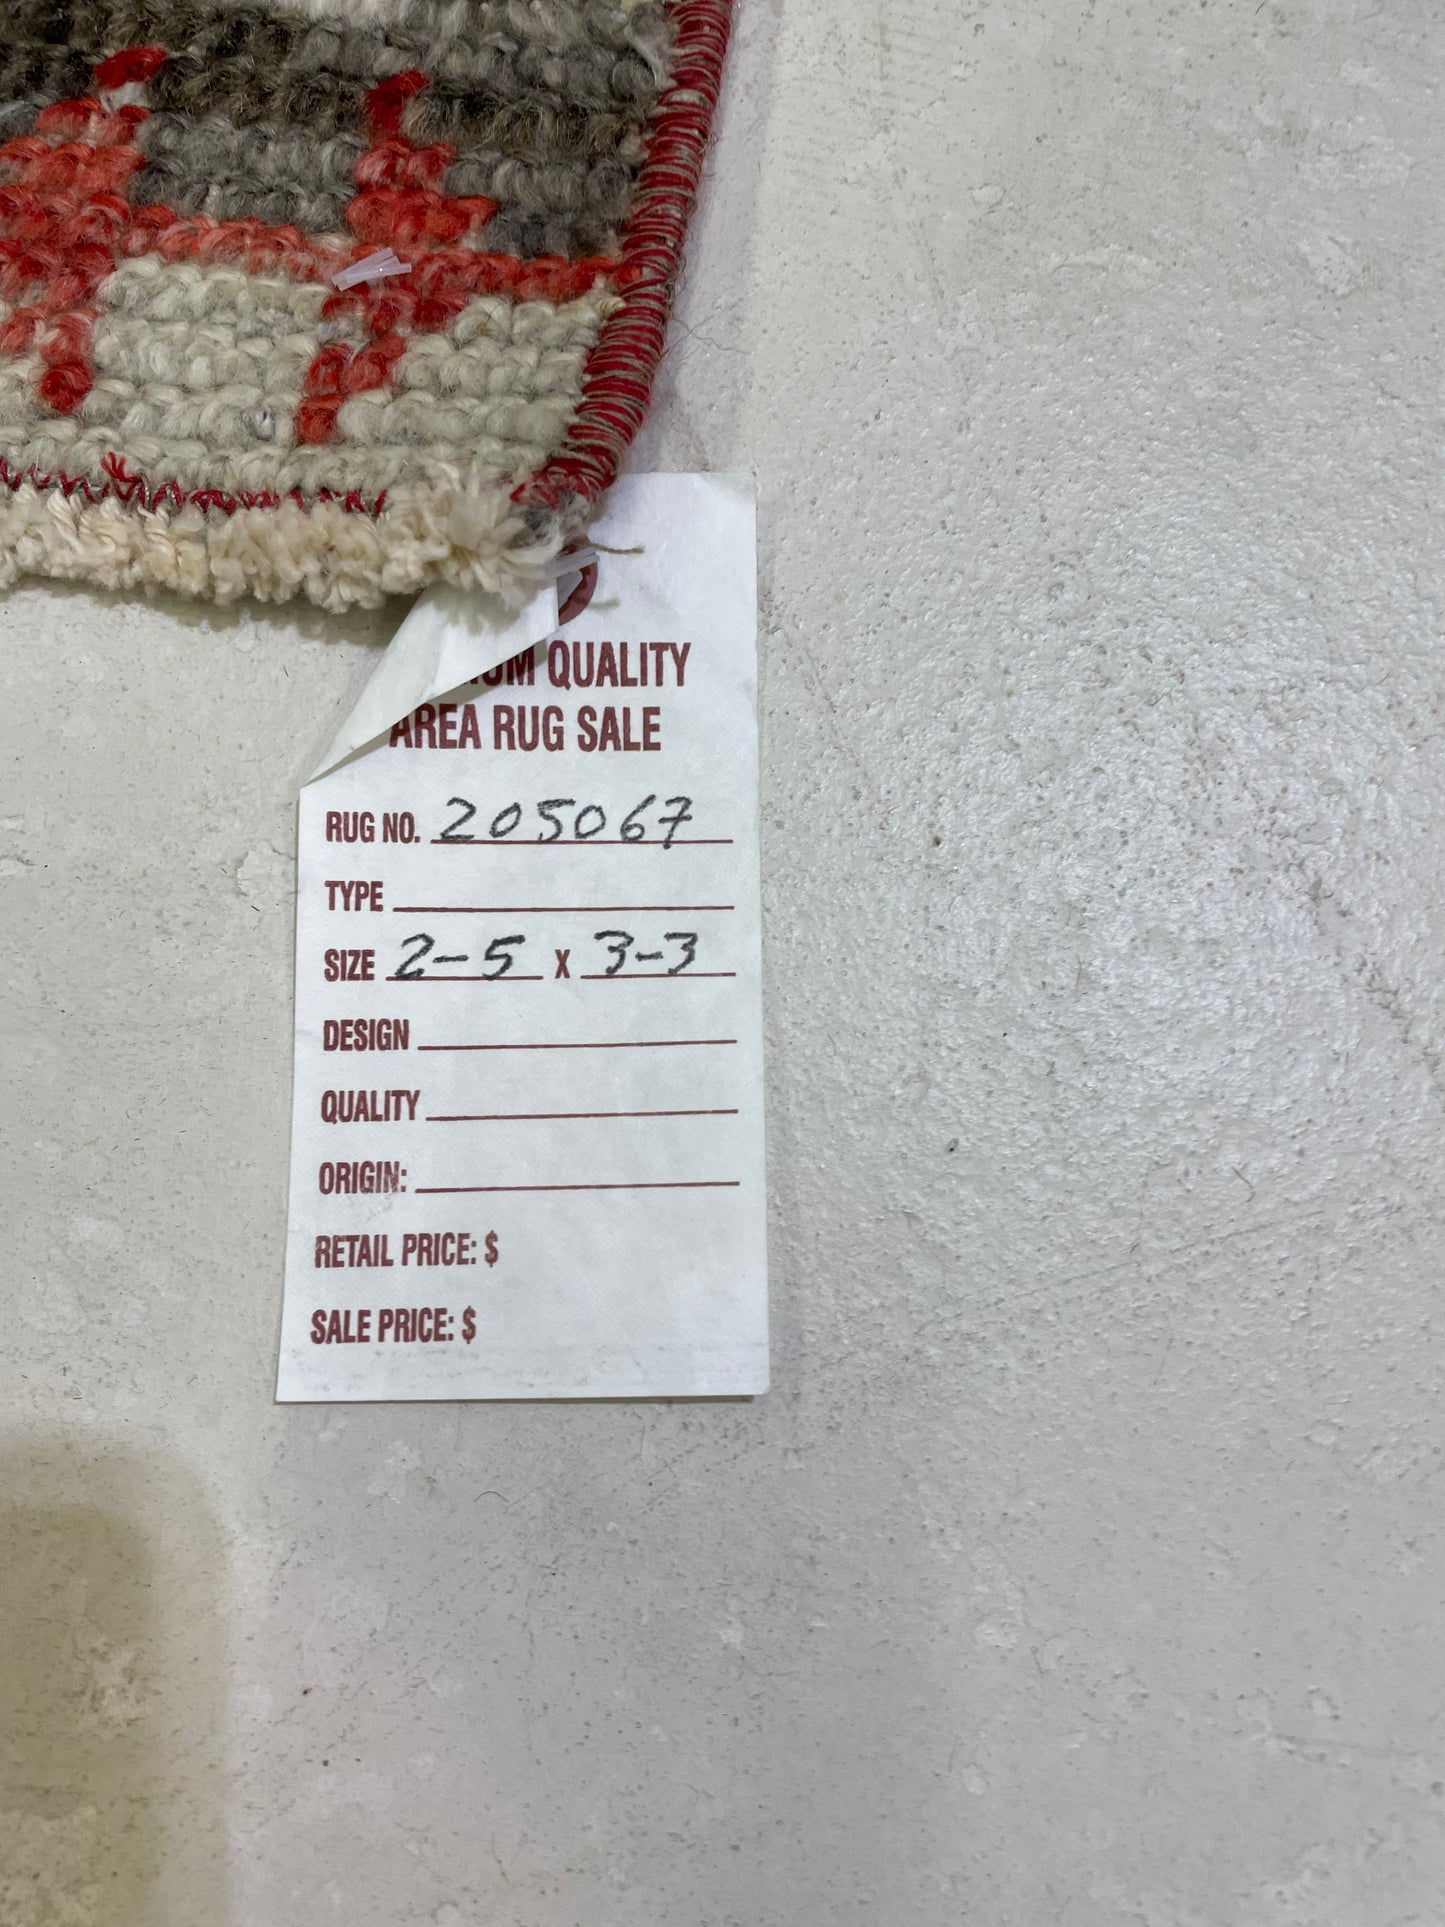 QUALITY
AREA RUG SALE
RUG NO. 205067
TYPE
SIZE 2-5 X 3-3
DESIGN
QUALITY
ORIGIN:
RETAIL PRICE: $
SALE PRICE: $